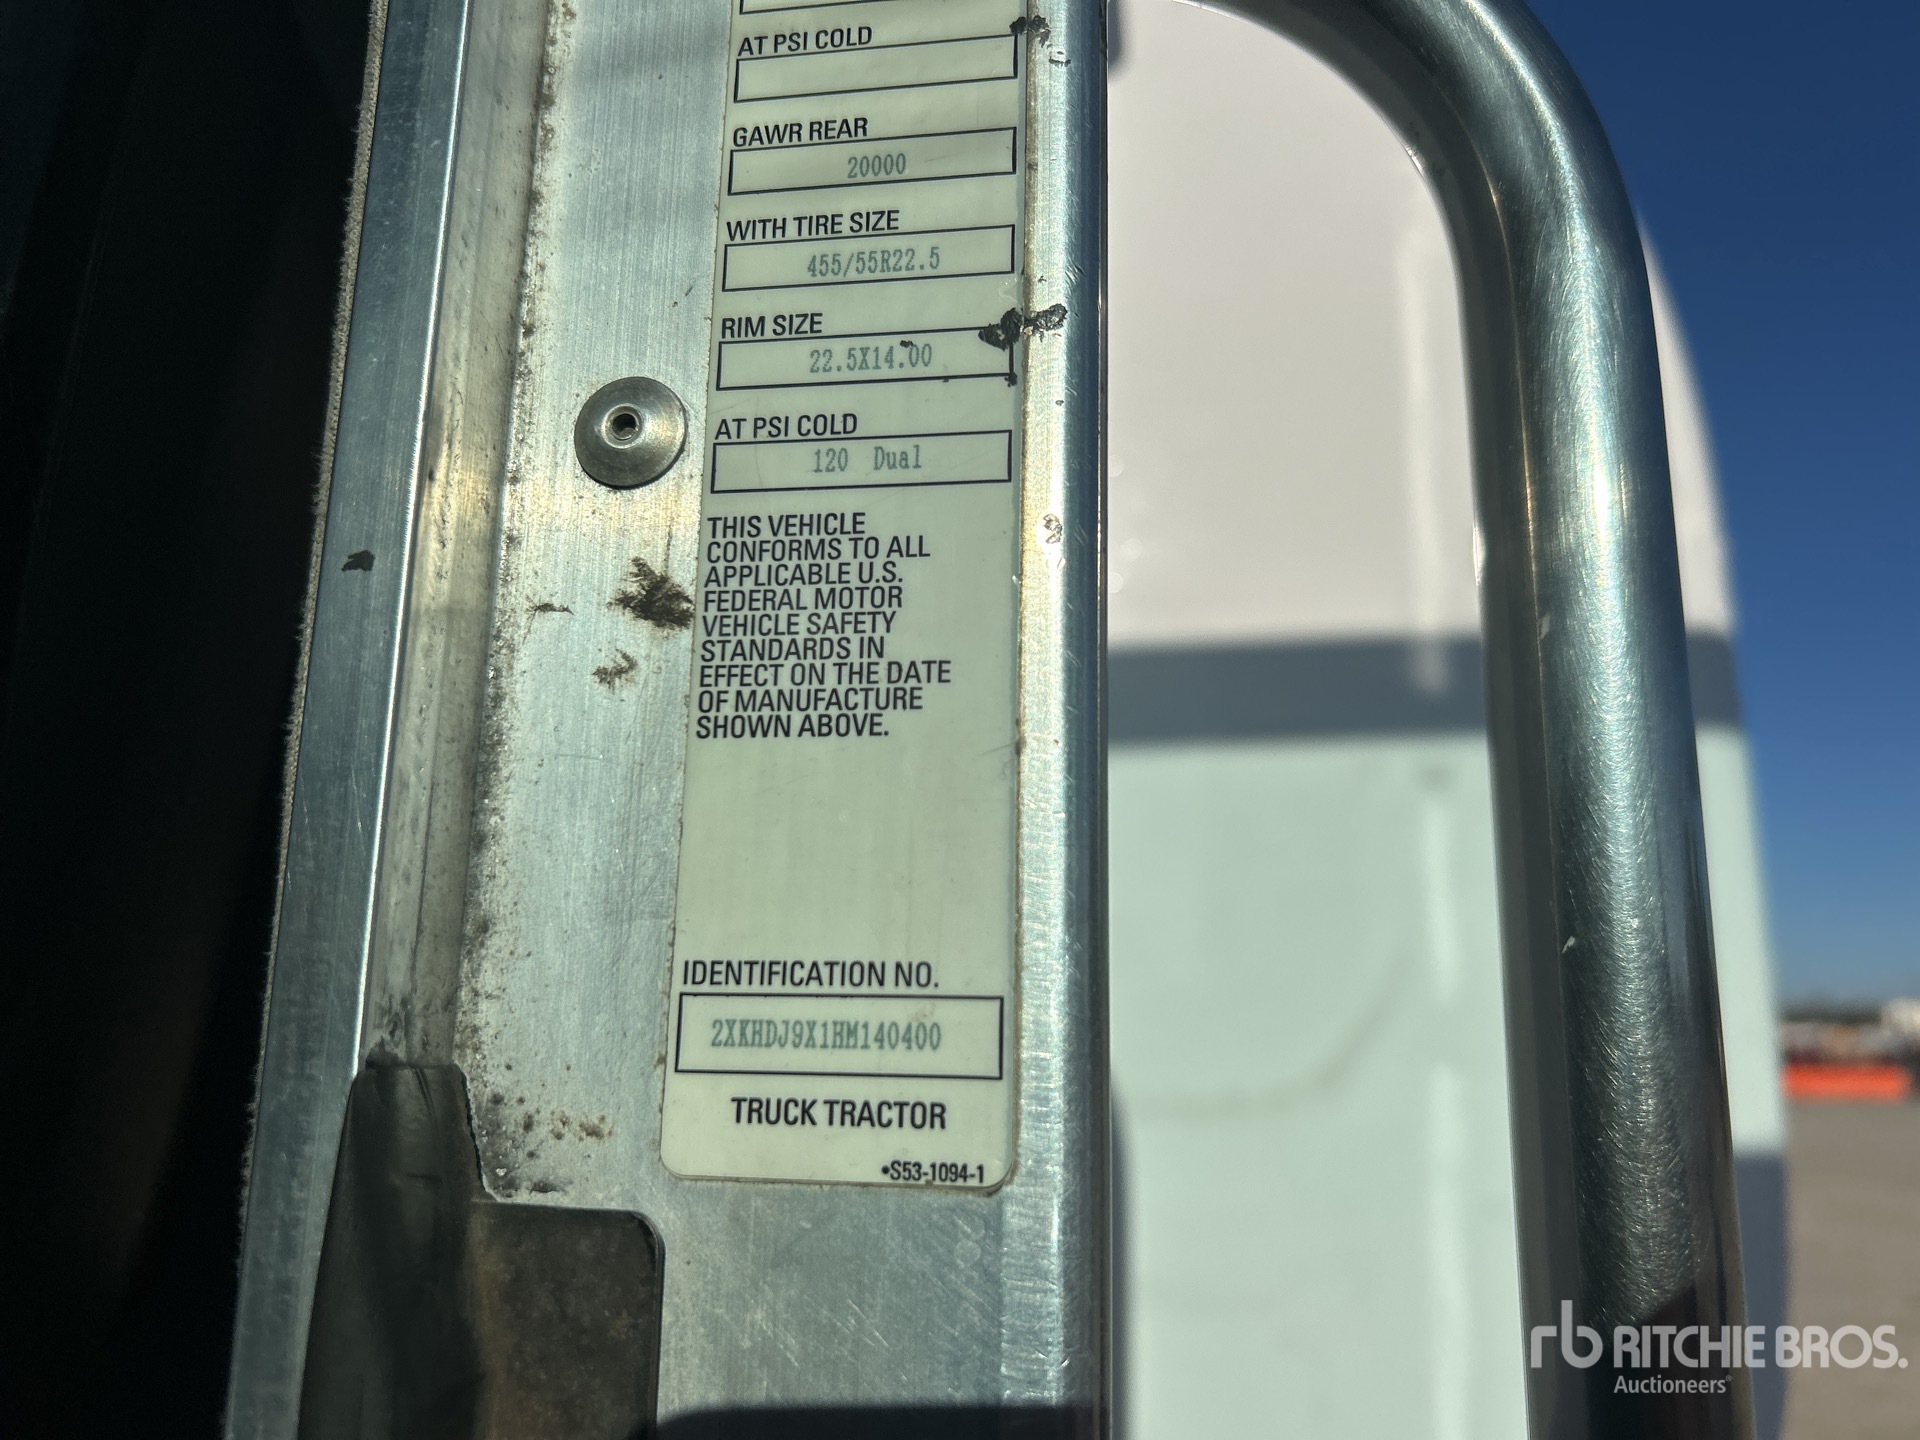 AT PSI COLD
GAWR REAR
20000
WITH TIRE SIZE
455/55R22.5
RIM SIZE
22.5X14.00
AT PSI COLD
120 Dual
THIS VEHICLE
CONFORMS TO ALL
APPLICABLE U.S.
FEDERAL MOTOR
VEHICLE SAFETY
STANDARDS IN
EFFECT ON THE DATE
OF MANUFACTURE
SHOWN ABOVE.
IDENTIFICATION NO.
2XKHDJ9X1HM140400
TRUCK TRACTOR
•S53-1094-1
rb RITCHIE BROS.
Auctioneers®